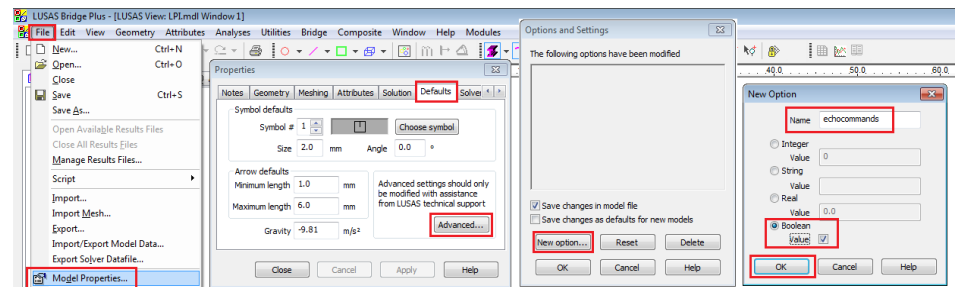 LUSAS Bridge Plus - [LUSAS View: LPI.mdl Window 1]
File Edit View Geometry Attributes Analyses Utilities Bridge Composite Window Help Modules
New... Ctrl+N
Open... Ctrl+O
Close
Save Ctrl+S
Save As...
Open Available Results Files
Close All Results Files
Manage Results Files...
Script
Import...
Import Mesh...
Export...
Import/Export Model Data...
Export Solver Datafile...
Model Properties...
Properties
Notes Geometry Meshing Attributes Solution Defaults Solver
Symbol defaults
Symbol # 1 Choose symbol
Size 2.0 mm Angle 0.0 °
Arrow defaults
Minimum length 1.0 mm
Maximum length 6.0 mm
Gravity -9.81 m/s²
Advanced settings should only
be modified with assistance
from LUSAS technical support
Advanced...
Close Cancel Apply Help
Options and Settings
The following options have been modified
Save changes in model file
Save changes as defaults for new models
New option... Reset Delete
OK Cancel Help
40.0 50.0 60.0
New Option
Name echocommands
Integer
Value 0
String
Value
Real
Value 0.0
Boolean
Value
OK Cancel Help